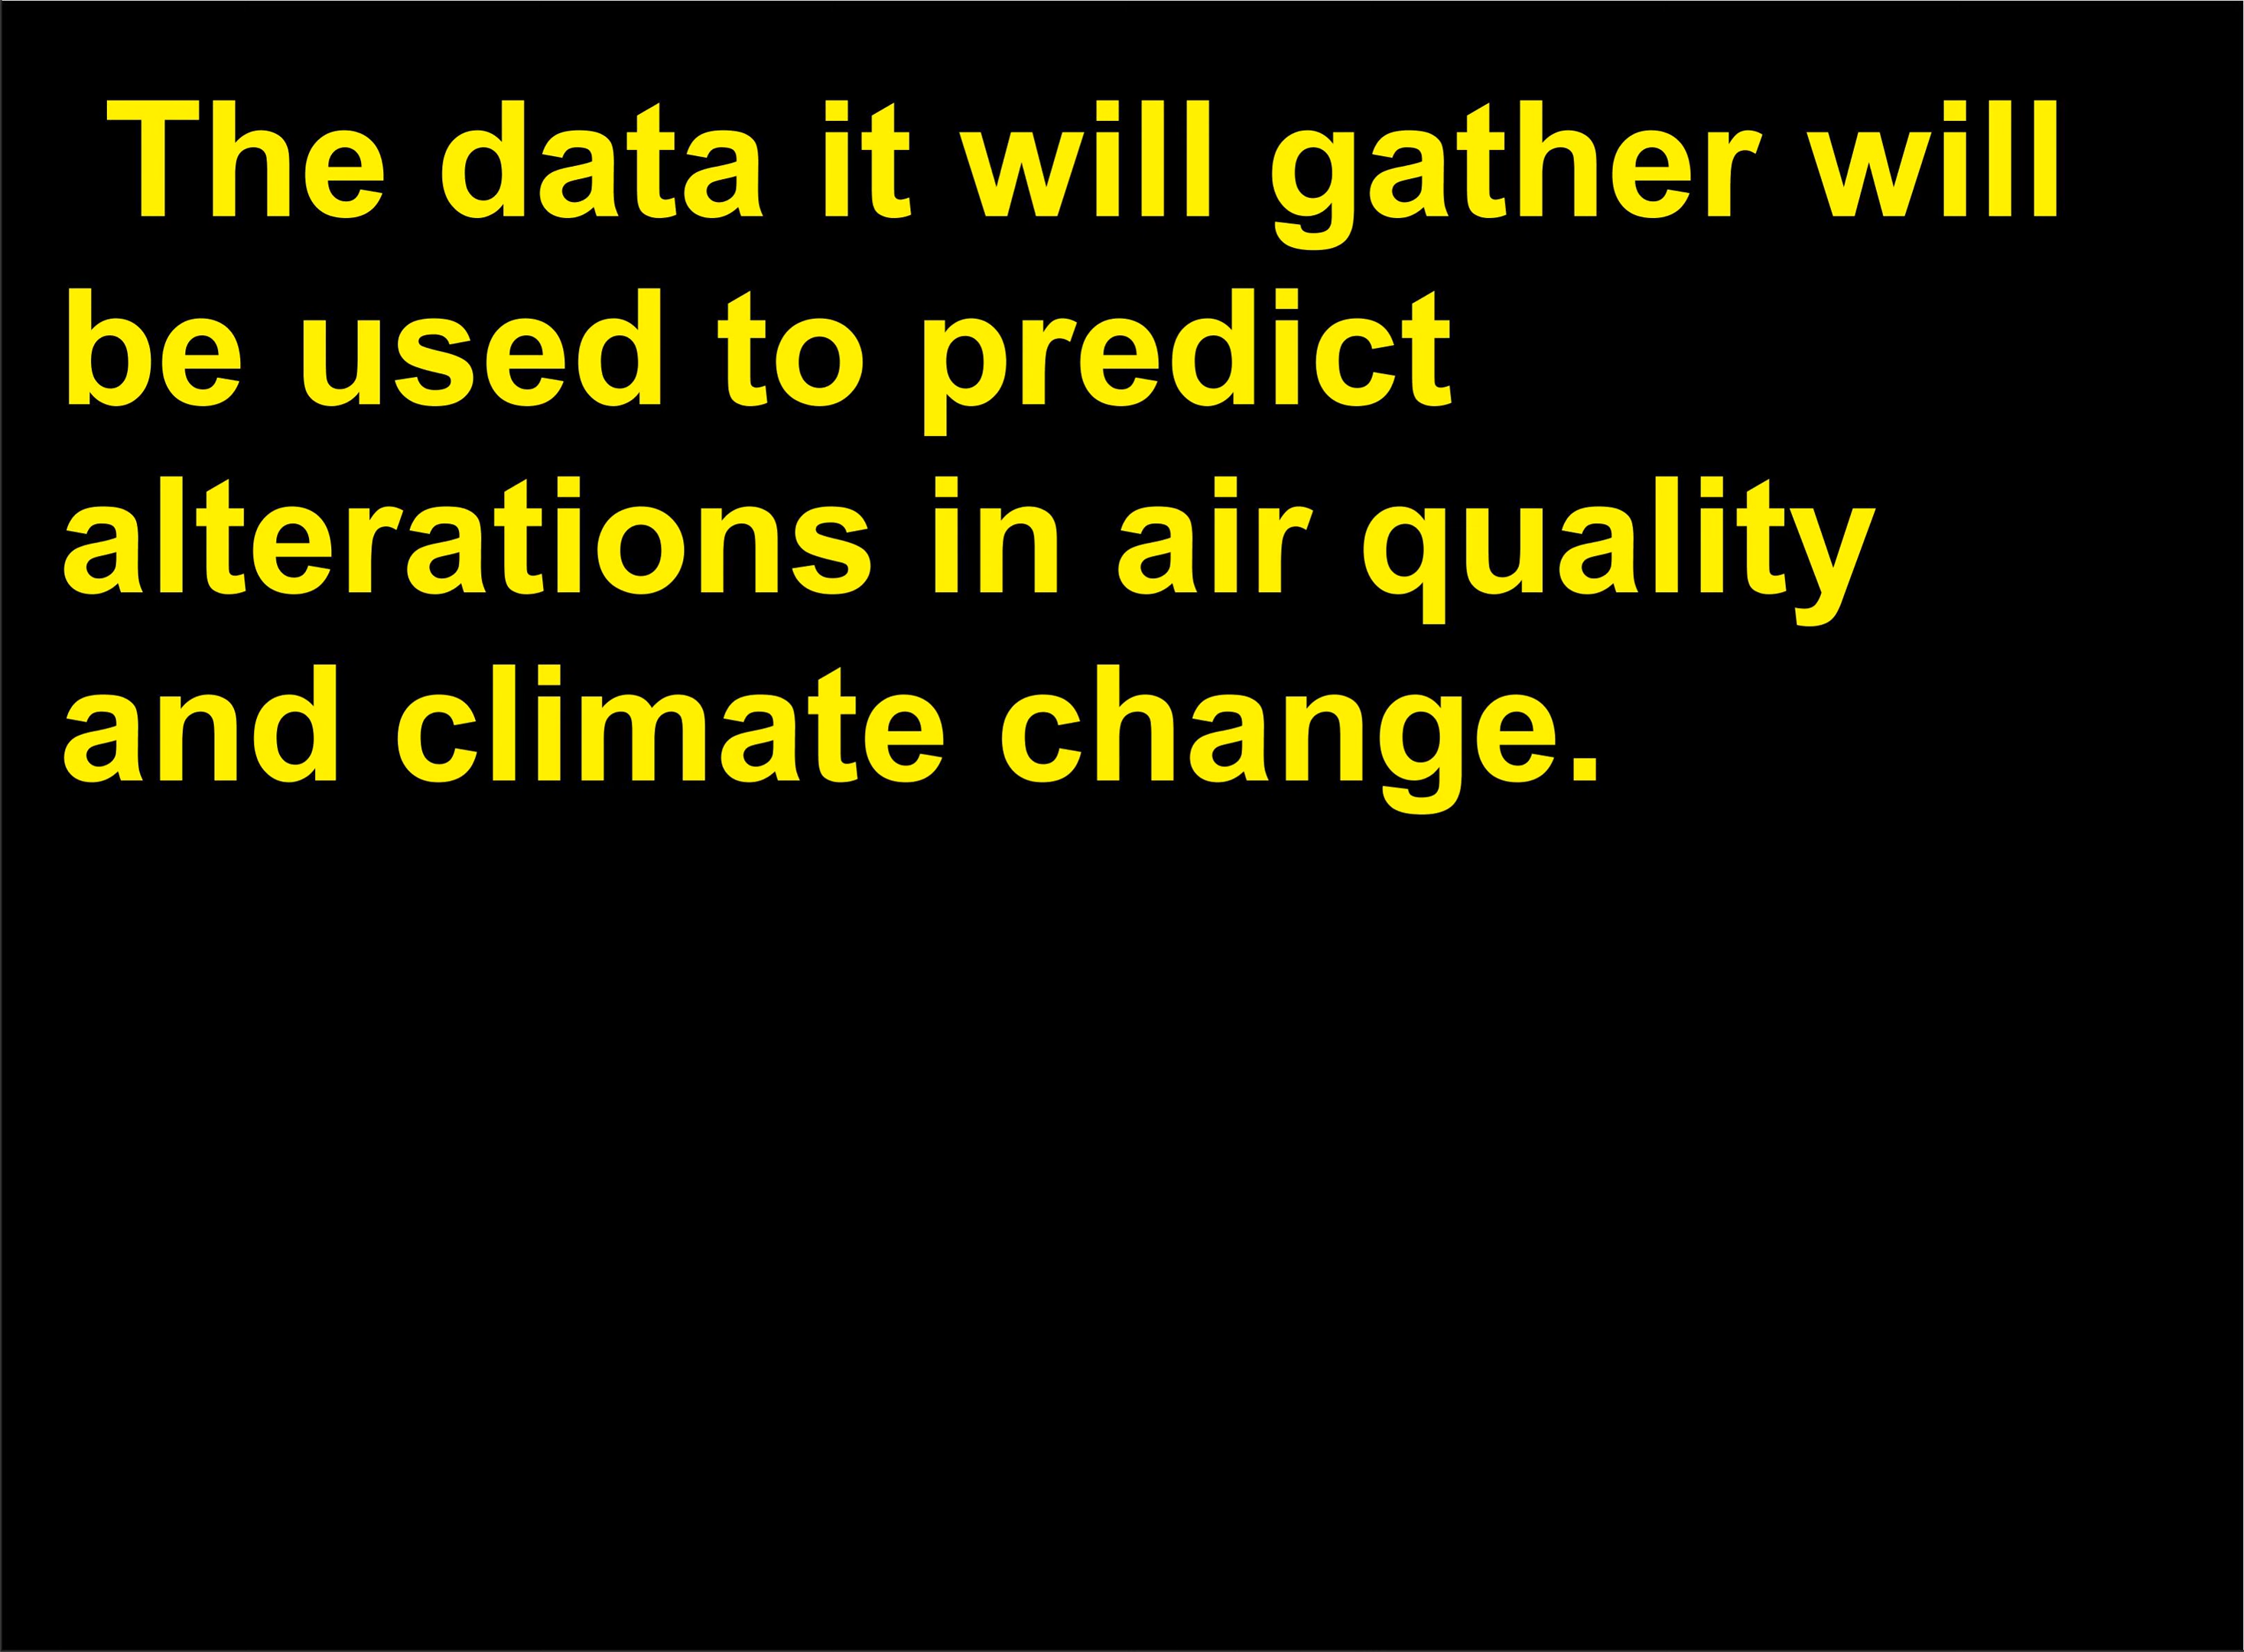 The data it will gather will
be used to predict
alterations in air quality
and climate change.